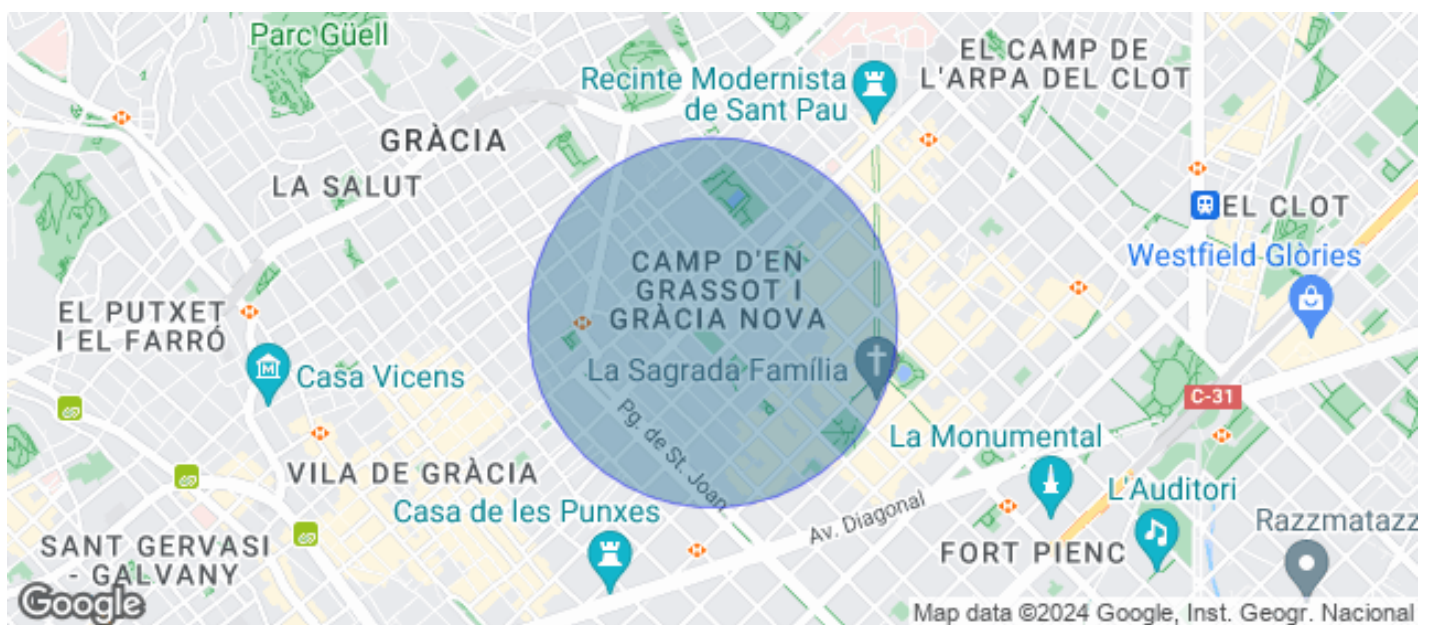 Parc Güell
EL CAMP DE
L'ARPA DEL CLOT
Recinte Modernista
de Sant Pau
GRÀCIA
LA SALUT
EL CLOT
CAMP D'EN
GRASSOT I
GRÀCIA NOVA
Westfield Glòries
EL PUTXET
I EL FARRÓ
Casa Vicens
La Sagrada Família
C-31
Pg. de St. Joan
La Monumental
VILA DE GRÀCIA
L'Auditori
Casa de les Punxes
Av. Diagonal
Razzmatazz
SANT GERVASI
- GALVANY
FORT PIENC
Google
Map data ©2024 Google, Inst. Geogr. Nacional